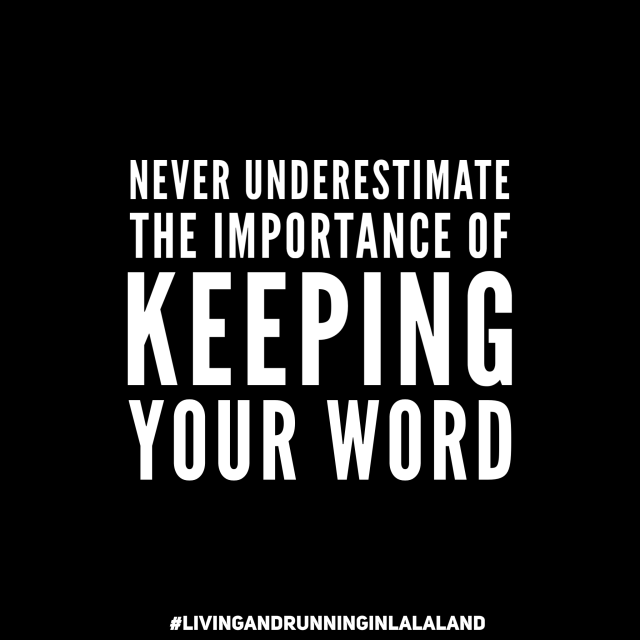 NEVER UNDERESTIMATE
THE IMPORTANCE OF
KEEPING
YOUR WORD
#LIVINGANDRUNNINGINLALALAND